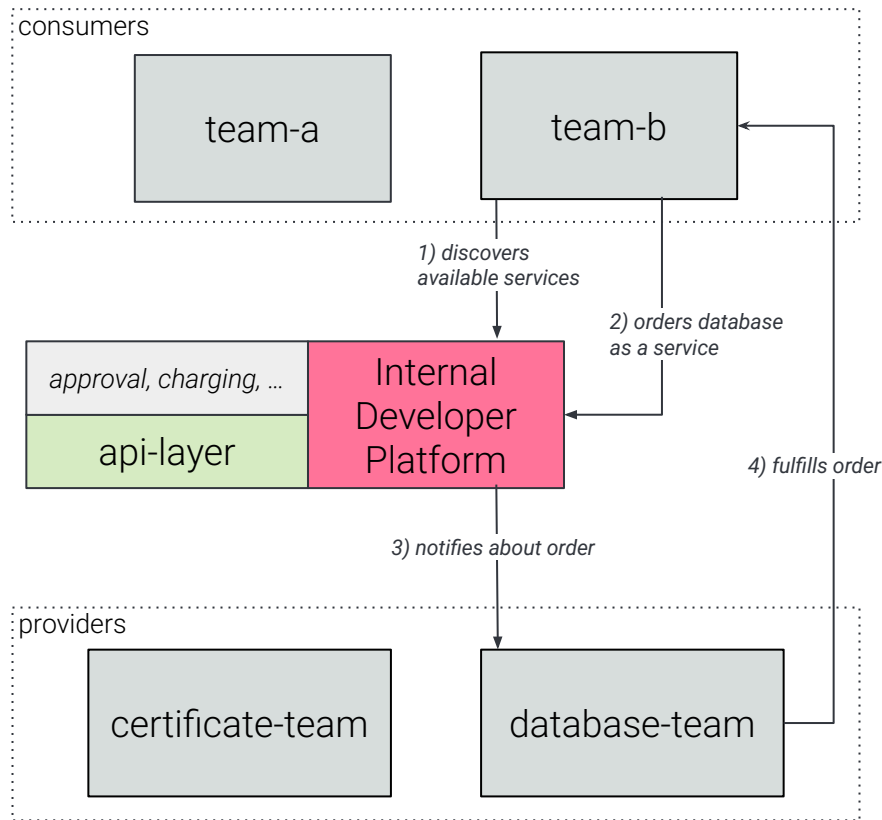 consumers
team-a
team-b
1) discovers
available services
2) orders database
as a service
approval, charging, ...
api-layer
Internal
Developer
Platform
4) fulfills order
3) notifies about order
providers
certificate-team
database-team